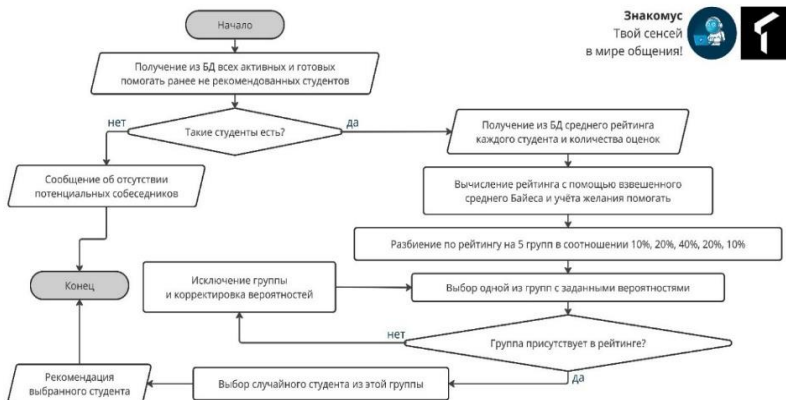 Начало
Знакомус
Твой сенсей
в мире общения!
Получение из БД всех активных и готовых
помогать ранее не рекомендованных студентов
нет
Такие студенты есть?
да
Получение из БД среднего рейтинга
каждого студента и количества оценок
Сообщение об отсутствии
потенциальных собеседников
Вычисление рейтинга с помощью взвешенного
среднего Байеса и учёта желания помогать
Разбиение по рейтингу на 5 групп в соотношении 10%, 20%, 40%, 20%, 10%
Конец
Исключение группы
и корректировка вероятностей
Выбор одной из групп с заданными вероятностями
нет
Группа присутствует в рейтинге?
да
Рекомендация
выбранного студента
Выбор случайного студента из этой группы